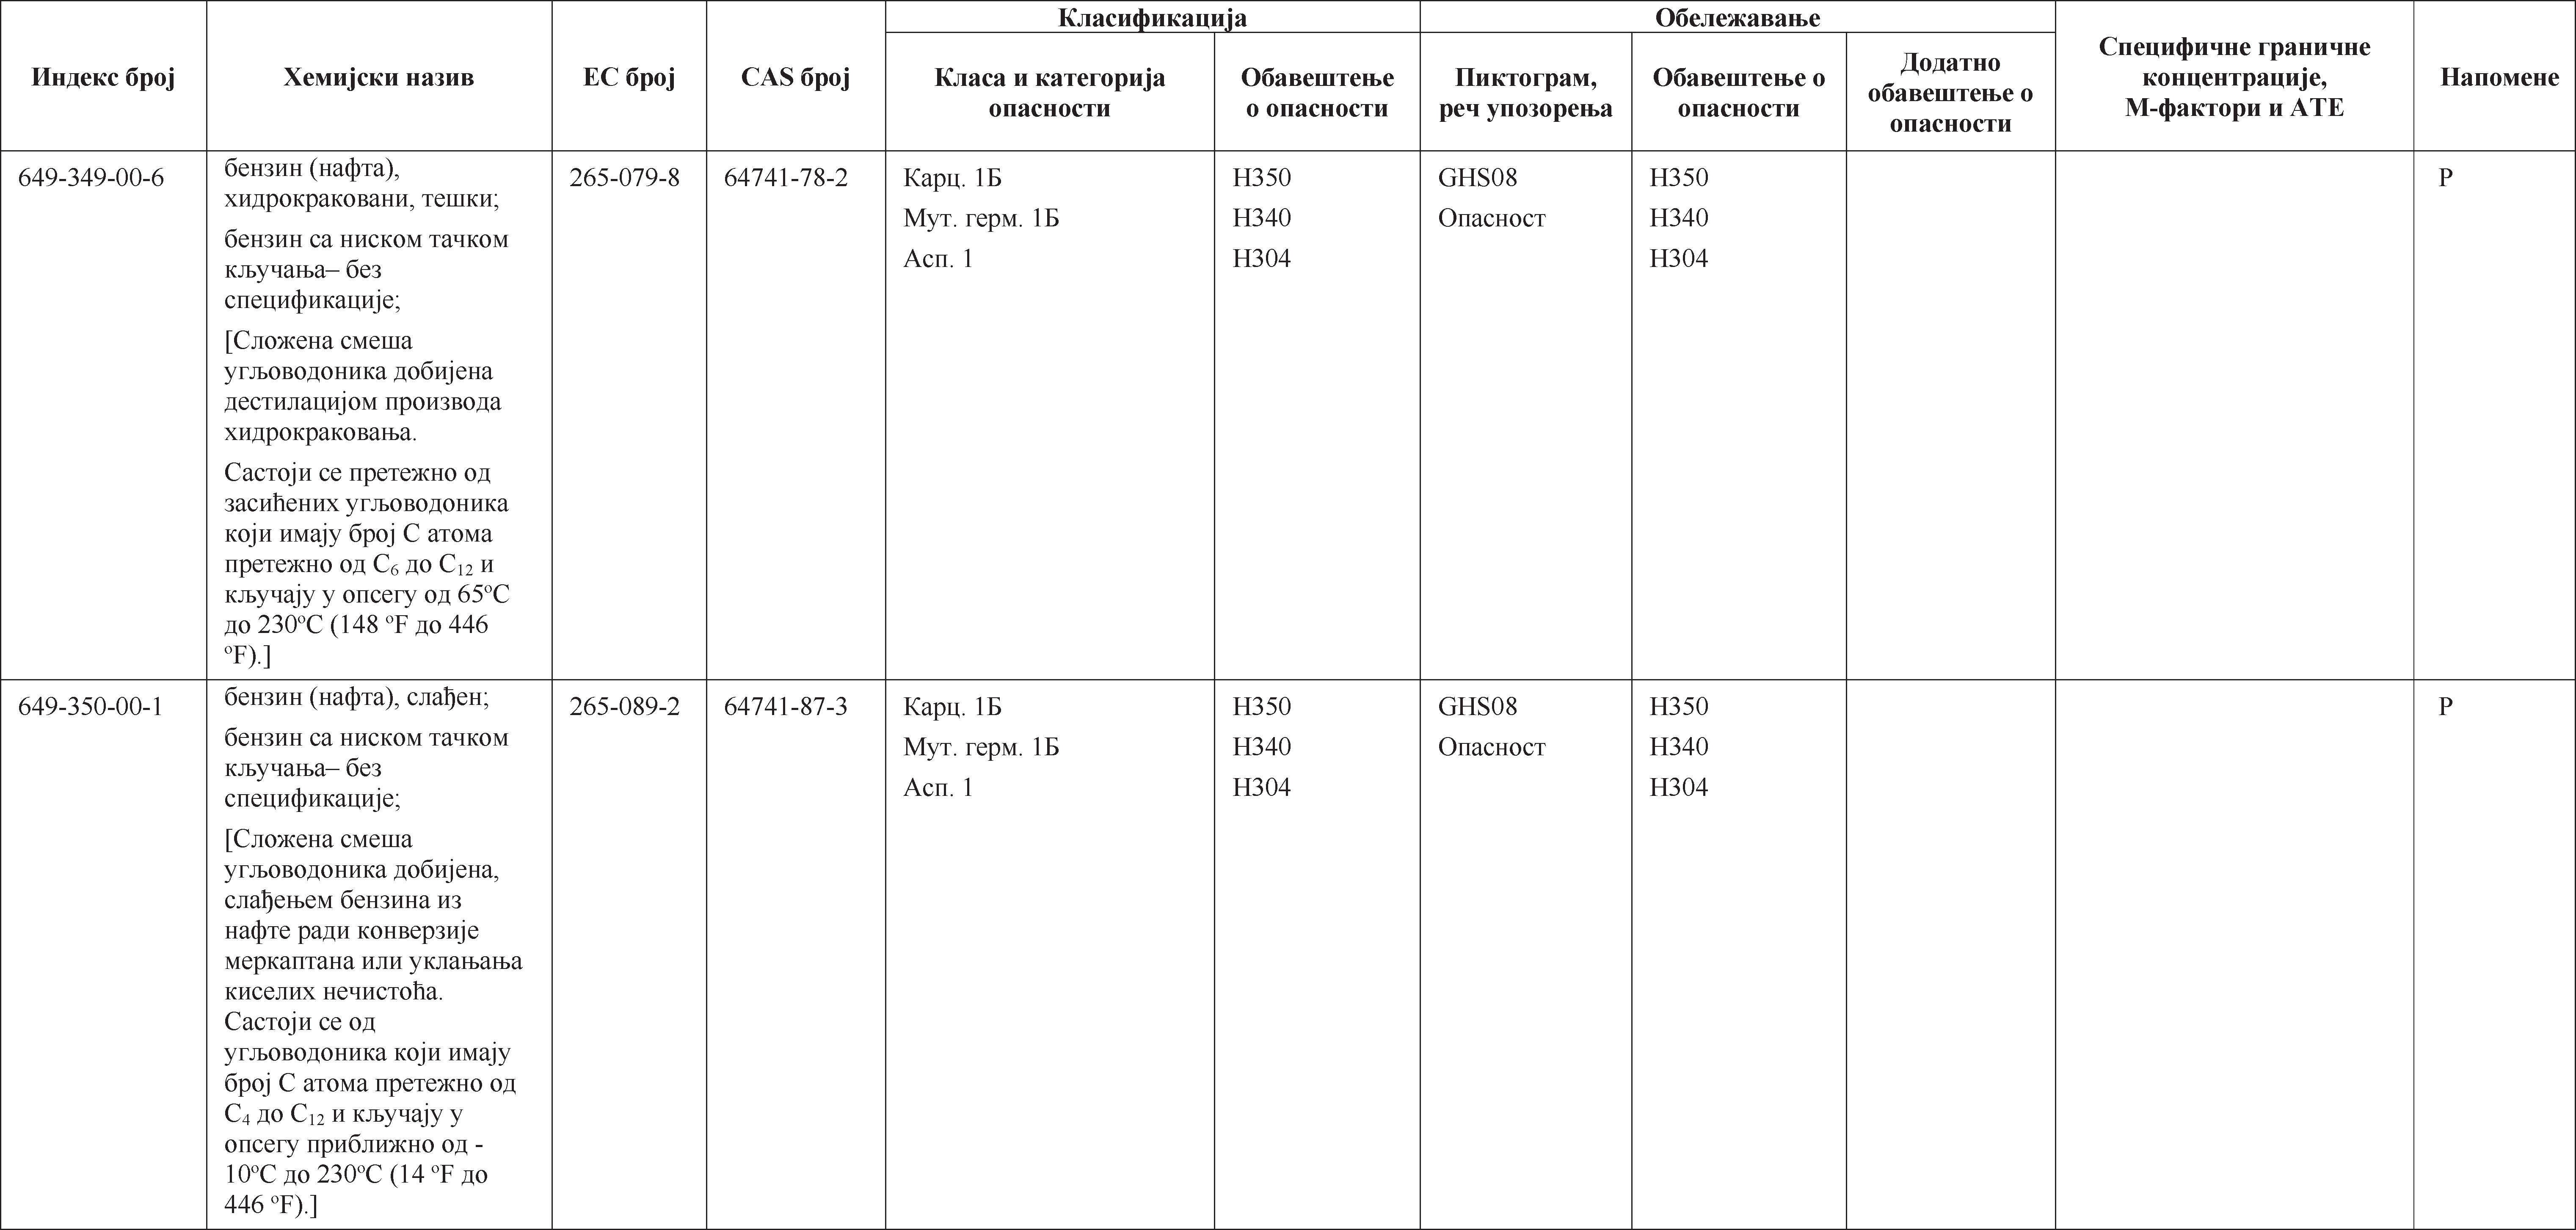 Класификација
Обележавање
Индекс број
Хемијски назив
ЕС број
CAS број
Класа и категорија
опасности
Обавештење
о опасности
Пиктограм,
реч упозорења
Обавештење о
опасности
Додатно
обавештење о
опасности
Специфичне граничне
концентрације,
М-фактори и АТЕ
Напомене
649-349-00-6
бензин (нафта),
хидрокраковани, тешки;
бензин са ниском тачком
кључања– без
спецификације;
[Сложена смеша
угљоводоника добијена
дестилацијом производа
хидрокраковања.
Састоји се претежно од
засићених угљоводоника
који имају број C атома
претежно од C₆ до C₁₂ и
кључају у опсегу од 65ºC
до 230ºC (148 ºF до 446
ºF).]
265-079-8
64741-78-2
Карц. 1Б
Мут. герм. 1Б
Асп. 1
H350
H340
H304
GHS08
Опасност
H350
H340
H304
P
649-350-00-1
бензин (нафта), слађен;
бензин са ниском тачком
кључања– без
спецификације;
[Сложена смеша
угљоводоника добијена,
слађењем бензина из
нафте ради конверзије
меркаптана или уклањања
киселих нечистоћа.
Састоји се од
угљоводоника који имају
број C атома претежно од
C₄ до C₁₂ и кључају у
опсегу приближно од -
10ºC до 230ºC (14 ºF до
446 ºF).]
265-089-2
64741-87-3
Карц. 1Б
Мут. герм. 1Б
Асп. 1
H350
H340
H304
GHS08
Опасност
H350
H340
H304
P